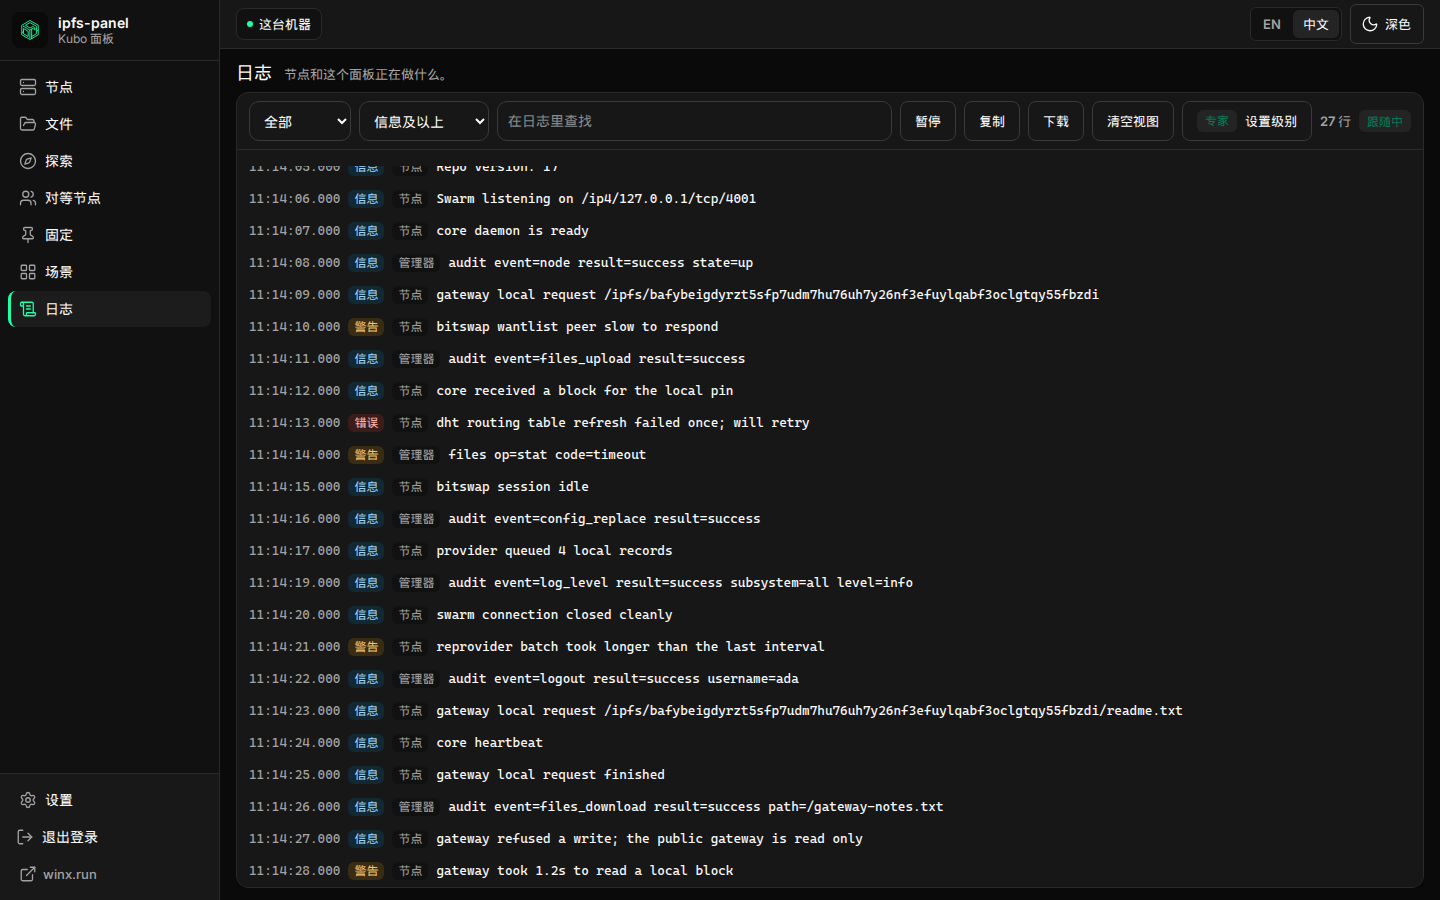 ipfs-panel
Kubo 面板
节点
文件
探索
对等节点
固定
场景
日志
设置
退出登录
winx.run
这台机器
EN 中文 深色
日志 节点和这个面板正在做什么。
全部 信息及以上 在日志里查找 暂停 复制 下载 清空视图 专家 设置级别 27 行 跟随中
11:14:05.000 信息 节点 Repo version: 17
11:14:06.000 信息 节点 Swarm listening on /ip4/127.0.0.1/tcp/4001
11:14:07.000 信息 节点 core daemon is ready
11:14:08.000 信息 管理器 audit event=node result=success state=up
11:14:09.000 信息 节点 gateway local request /ipfs/bafybeigdyrzt5sfp7udm7hu76uh7y26nf3efuylqabf3oclgtqy55fbzdi
11:14:10.000 警告 节点 bitswap wantlist peer slow to respond
11:14:11.000 信息 管理器 audit event=files_upload result=success
11:14:12.000 信息 节点 core received a block for the local pin
11:14:13.000 错误 节点 dht routing table refresh failed once; will retry
11:14:14.000 警告 管理器 files op=stat code=timeout
11:14:15.000 信息 节点 bitswap session idle
11:14:16.000 信息 管理器 audit event=config_replace result=success
11:14:17.000 信息 节点 provider queued 4 local records
11:14:19.000 信息 管理器 audit event=log_level result=success subsystem=all level=info
11:14:20.000 信息 节点 swarm connection closed cleanly
11:14:21.000 警告 节点 reprovider batch took longer than the last interval
11:14:22.000 信息 管理器 audit event=logout result=success username=ada
11:14:23.000 信息 节点 gateway local request /ipfs/bafybeigdyrzt5sfp7udm7hu76uh7y26nf3efuylqabf3oclgtqy55fbzdi/readme.txt
11:14:24.000 信息 节点 core heartbeat
11:14:25.000 信息 节点 gateway local request finished
11:14:26.000 信息 管理器 audit event=files_download result=success path=/gateway-notes.txt
11:14:27.000 信息 节点 gateway refused a write; the public gateway is read only
11:14:28.000 警告 节点 gateway took 1.2s to read a local block